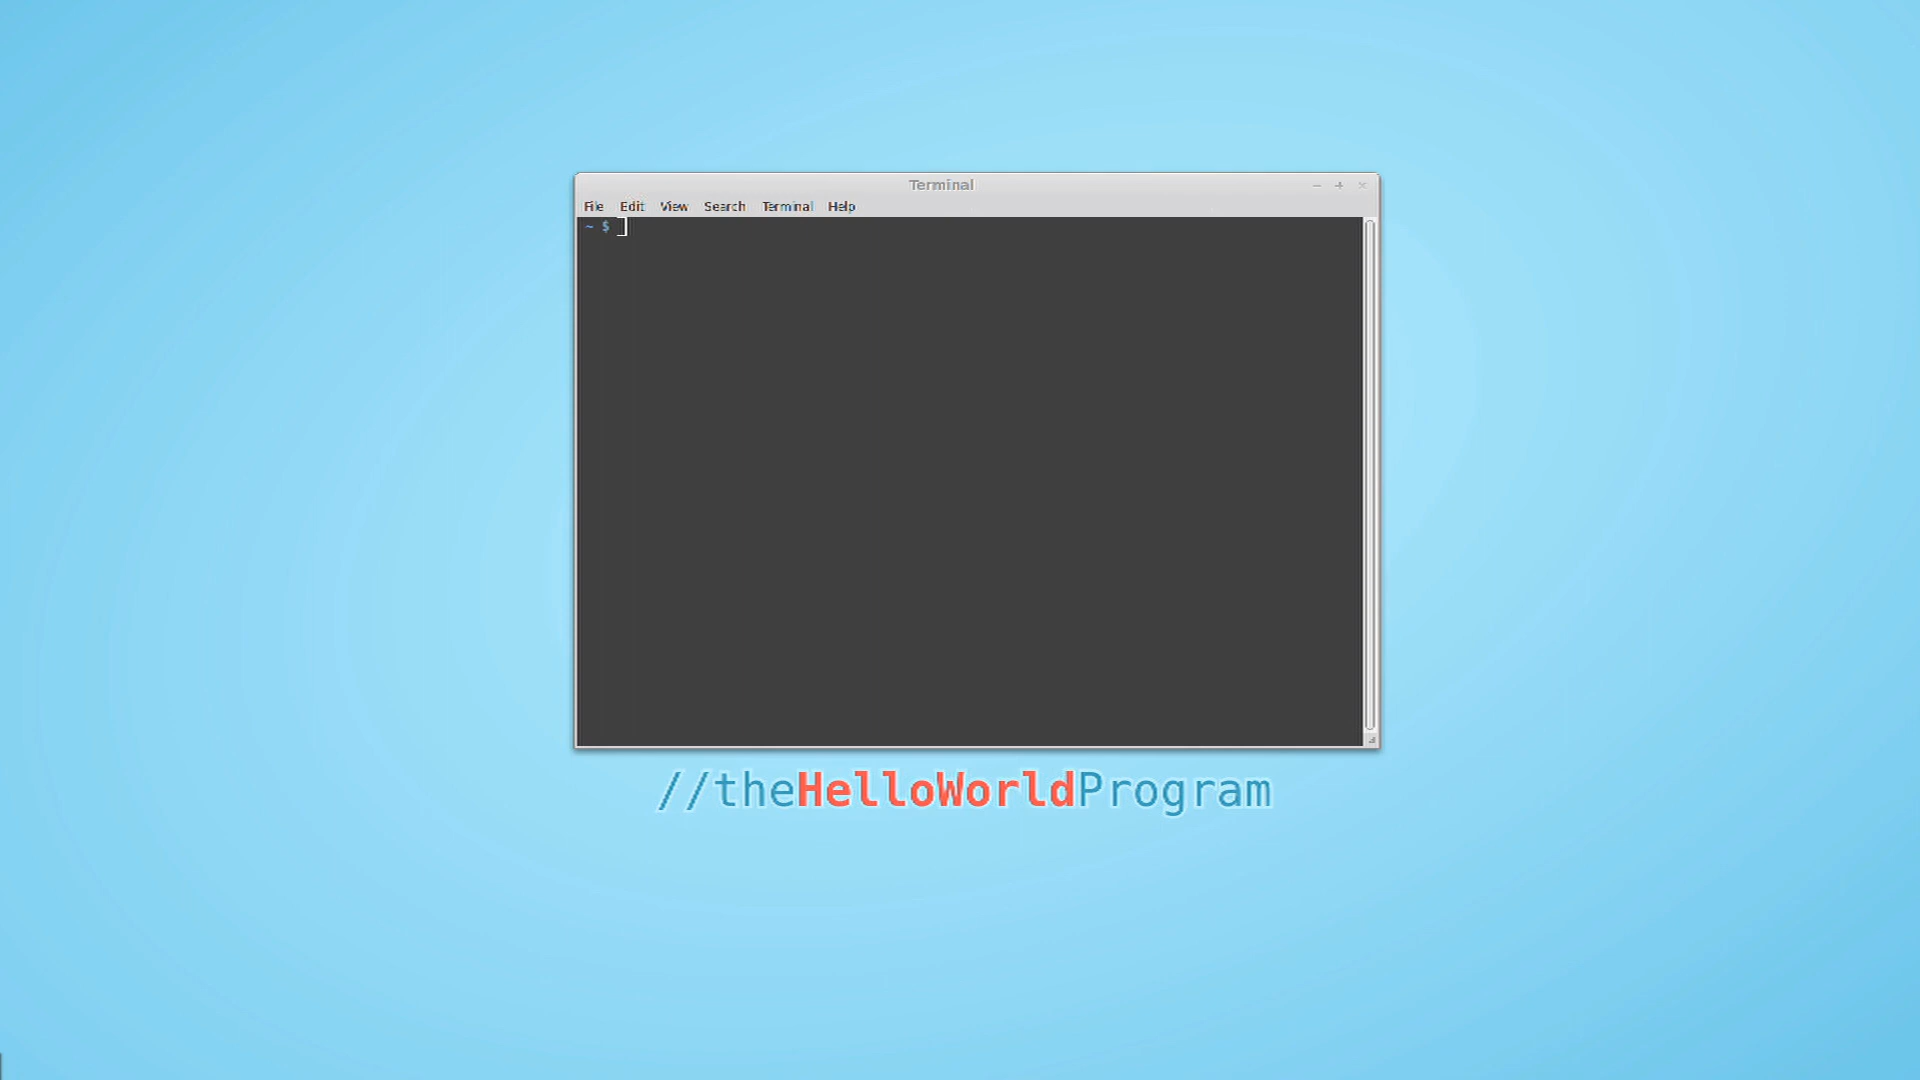 Terminal
File Edit View Search Terminal Help
~ $
//theHelloWorldProgram